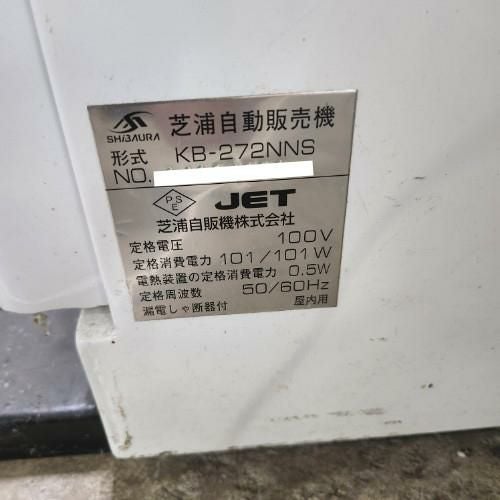 SHIBAURA 芝浦自動販売機
形式 KB-272NNS
NO.
PSE JET
芝浦自販機株式会社
定格電圧 100V
定格消費電力 101/101W
電熱装置の定格消費電力 0.5W
定格周波数 50/60Hz
漏電しゃ断器付 屋内用